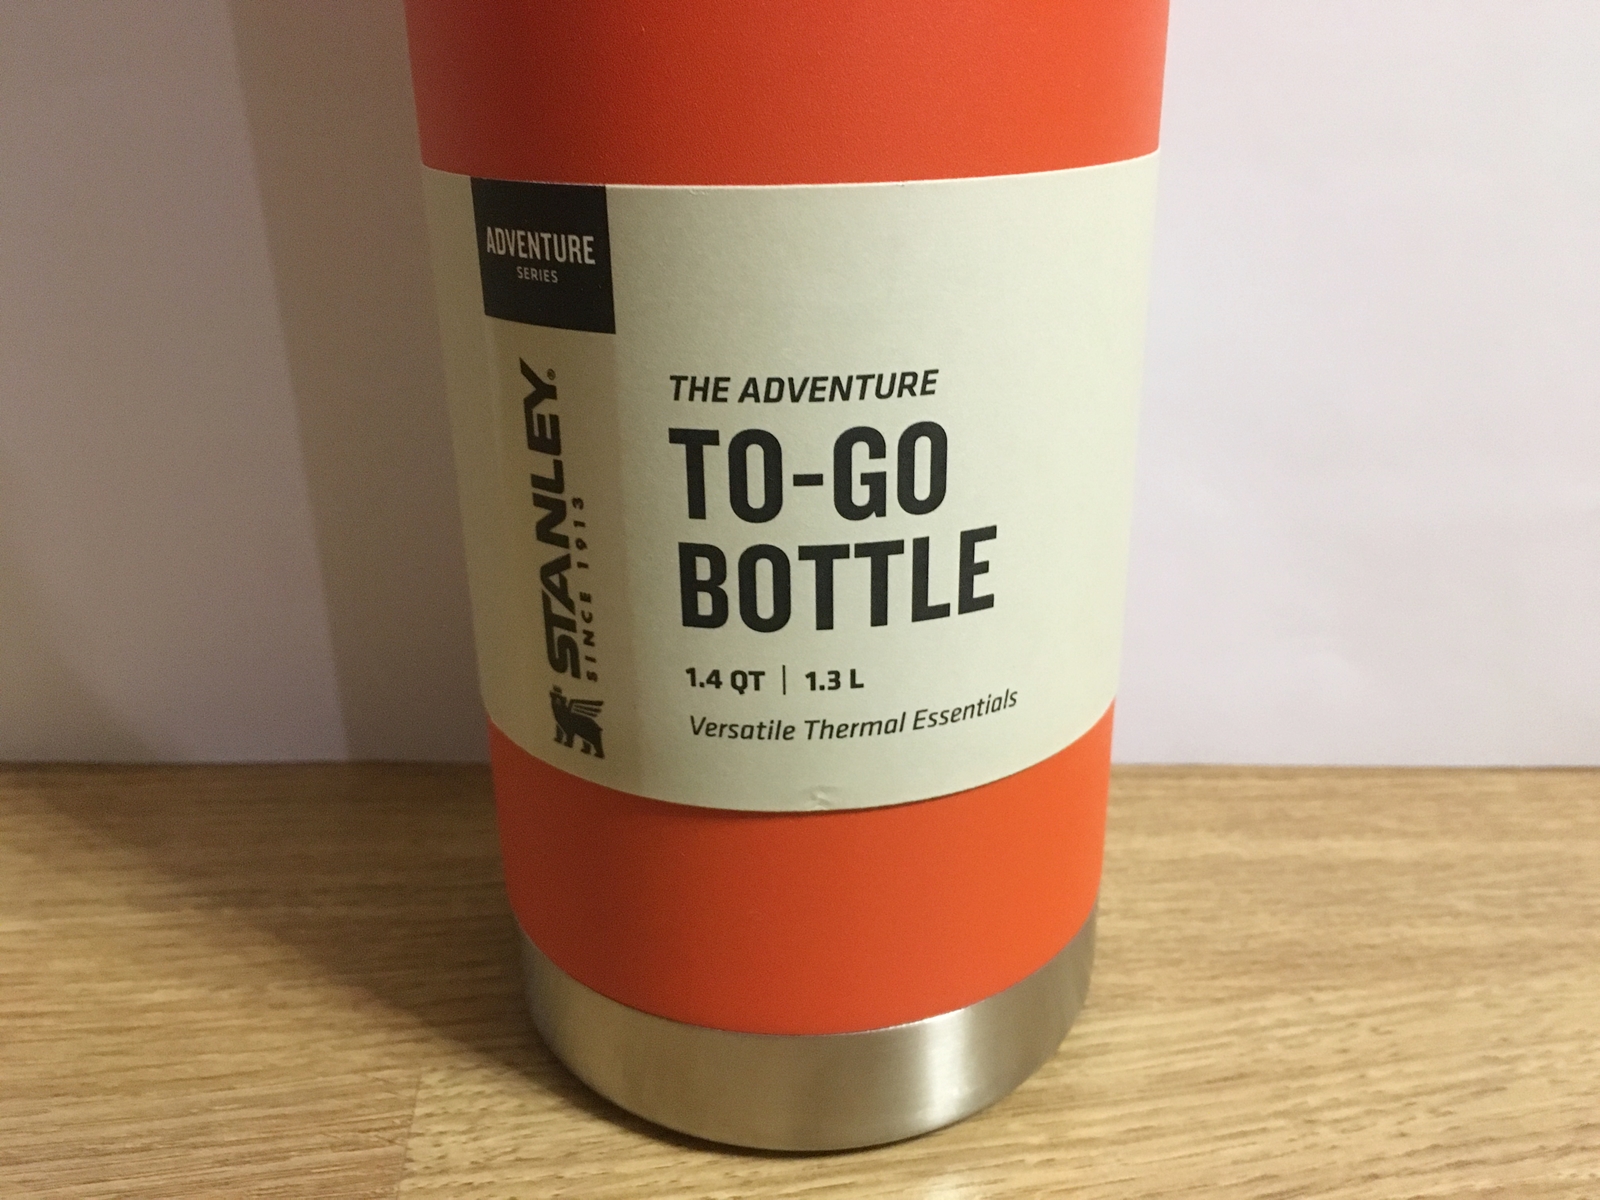 ADVENTURE
SERIES
STANLEY®
SINCE 1913
THE ADVENTURE
TO-GO
BOTTLE
1.4 QT | 1.3 L
Versatile Thermal Essentials